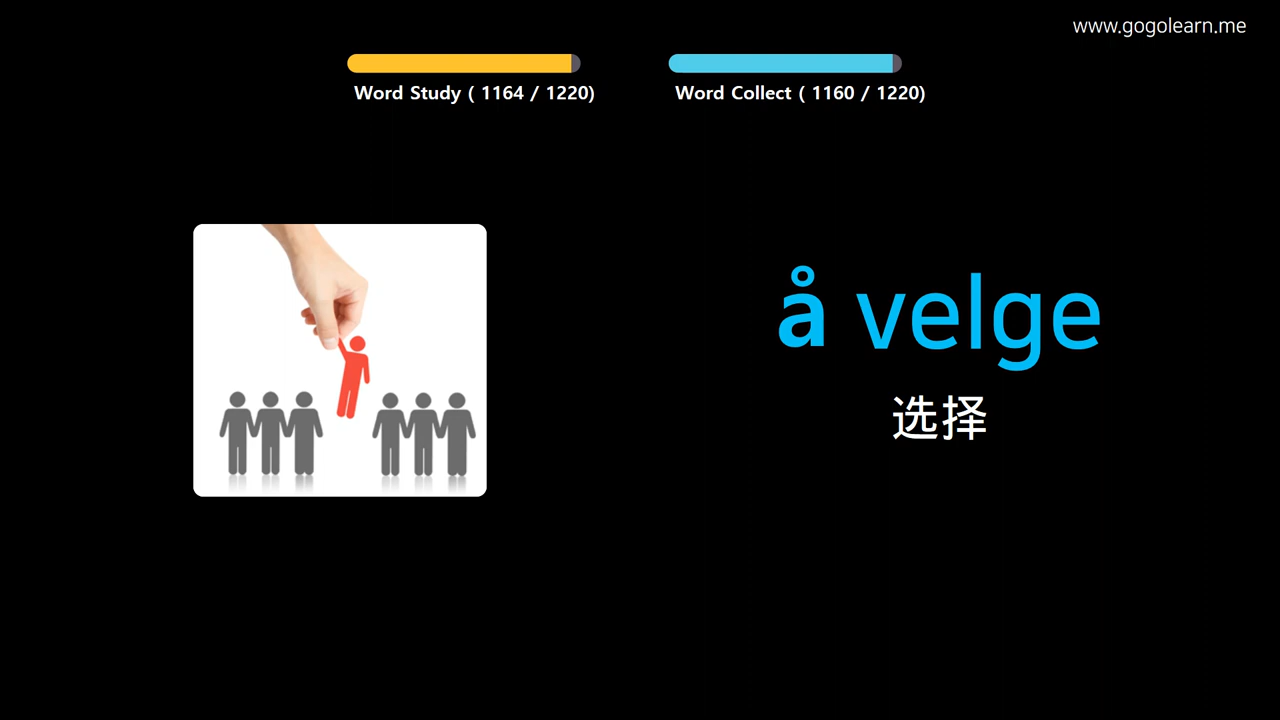 www.gogolearn.me
Word Study ( 1164 / 1220)
Word Collect ( 1160 / 1220)
å velge
选择